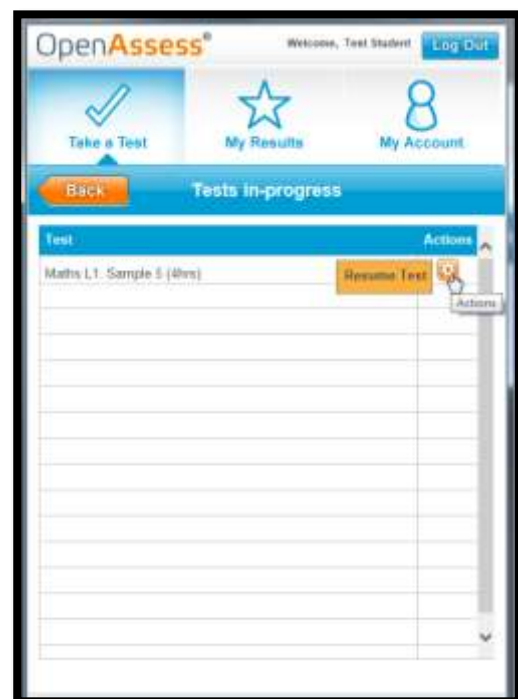 OpenAssess®
Welcome, Test Student
Log Out
Take a Test
My Results
My Account
Back
Tests in-progress
Test
Actions
Maths L1. Sample 5 (4hrs)
Resume Test
Actions